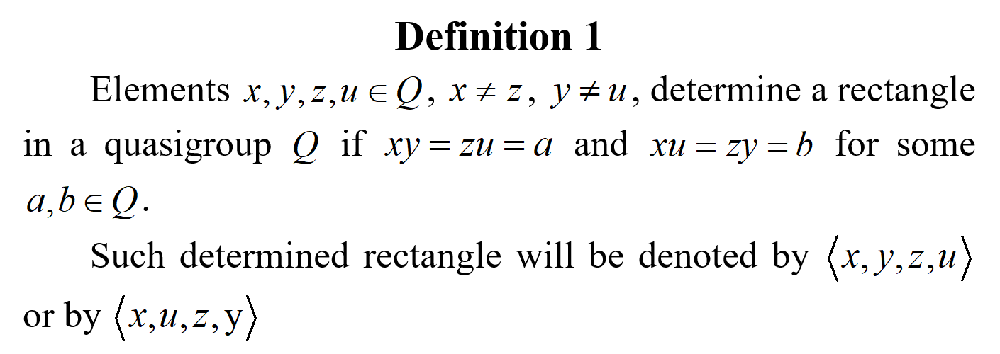 Definition 1
Elements x, y, z, u ∈ Q, x ≠ z, y ≠ u, determine a rectangle
in a quasigroup Q if xy = zu = a and xu = zy = b for some
a, b ∈ Q.
Such determined rectangle will be denoted by ⟨x, y, z, u⟩
or by ⟨x, u, z, y⟩